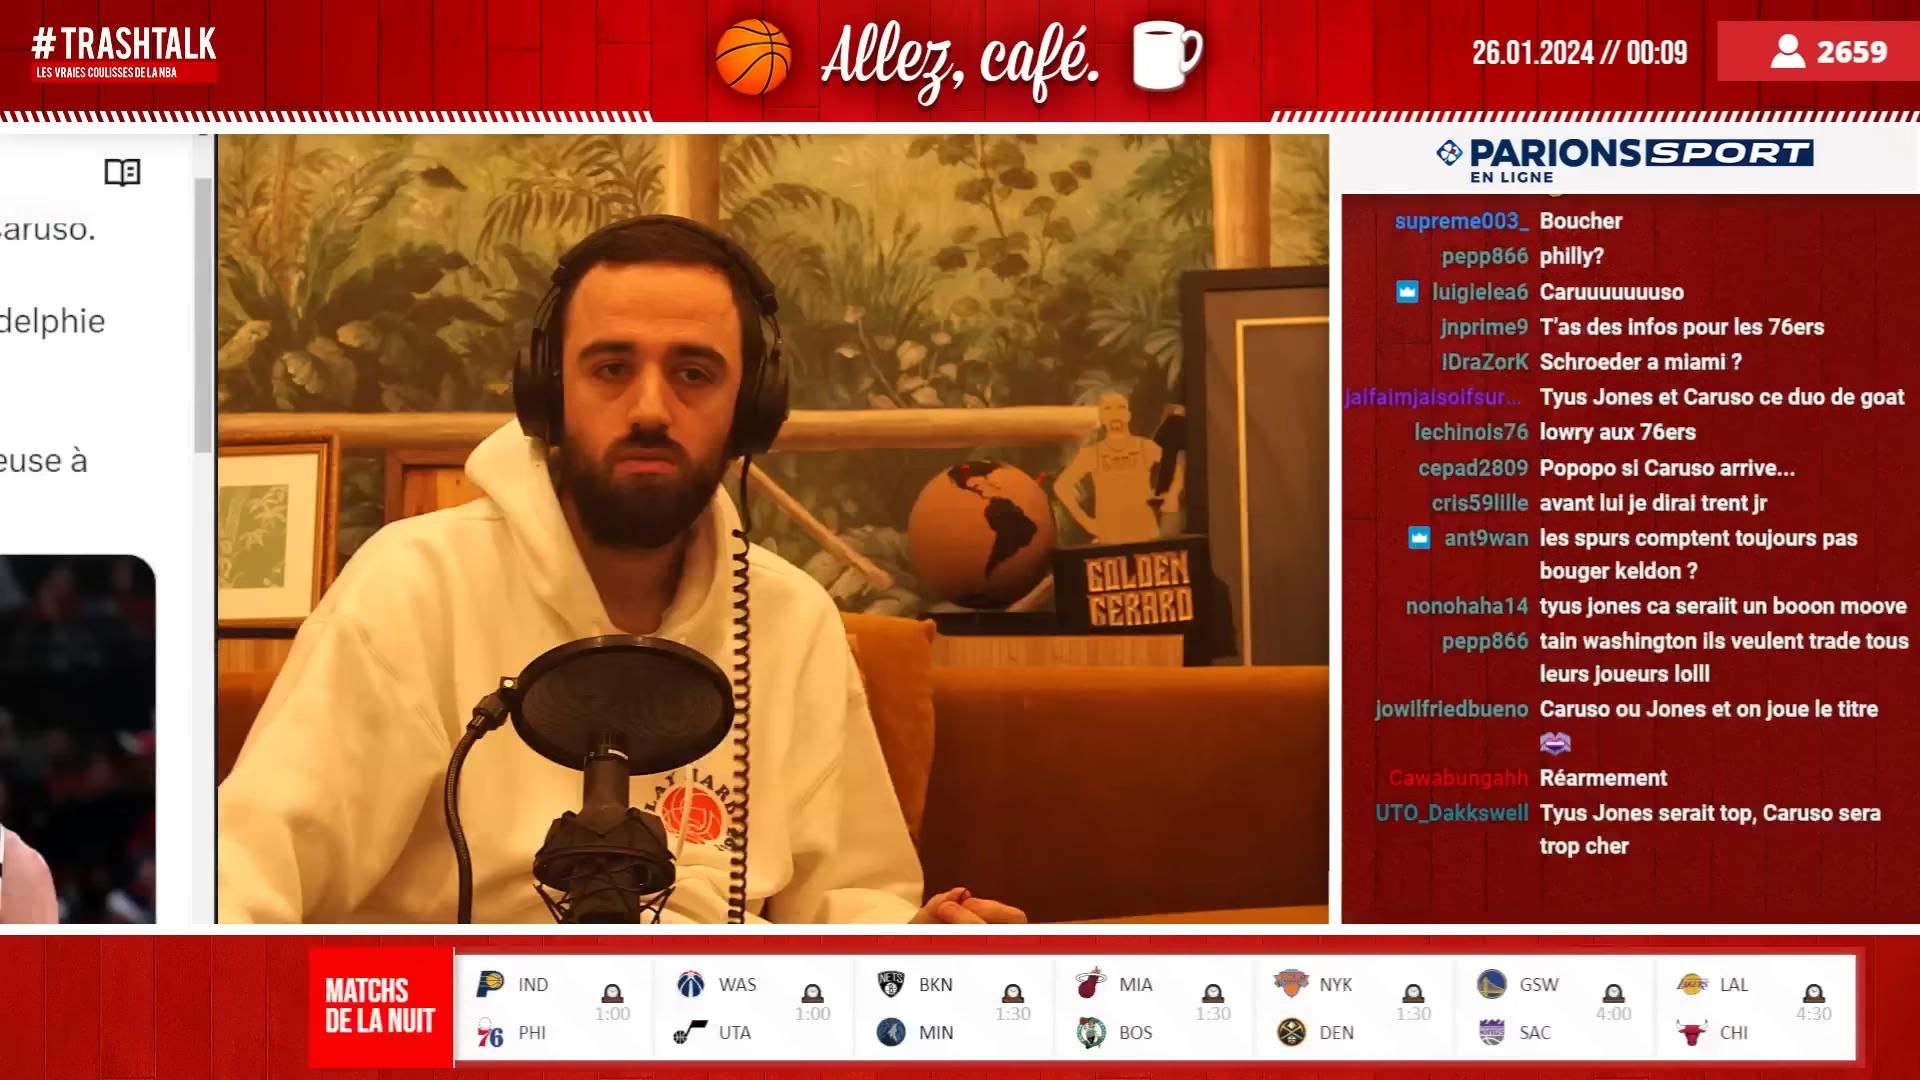 #TRASHTALK
LES VRAIES COULISSES DE LA NBA
Allez, café.
26.01.2024 // 00:09
2659
aruso.
delphie
euse à
GOLDEN
GERARD
PARIONS SPORT
EN LIGNE
supreme003_ Boucher
pepp866 philly?
luigielea6 Caruuuuuuuso
jnprime9 T'as des infos pour les 76ers
IDraZorK Schroeder a miami ?
jaifaimjaisoifsur... Tyus Jones et Caruso ce duo de goat
lechinois76 lowry aux 76ers
cepad2809 Popopo si Caruso arrive...
cris59lille avant lui je dirai trent jr
ant9wan les spurs comptent toujours pas
bouger keldon ?
nonohaha14 tyus jones ca seraiit un booon moove
pepp866 tain washington ils veulent trade tous
leurs joueurs lolll
jowilfriedbueno Caruso ou Jones et on joue le titre
Cawabungahh Réarmement
UTO_Dakkswell Tyus Jones serait top, Caruso sera
trop cher
MATCHS
DE LA NUIT
IND
PHI
1:00
WAS
UTA
1:00
BKN
MIN
1:30
MIA
BOS
1:30
NYK
DEN
1:30
GSW
SAC
4:00
LAL
CHI
4:30